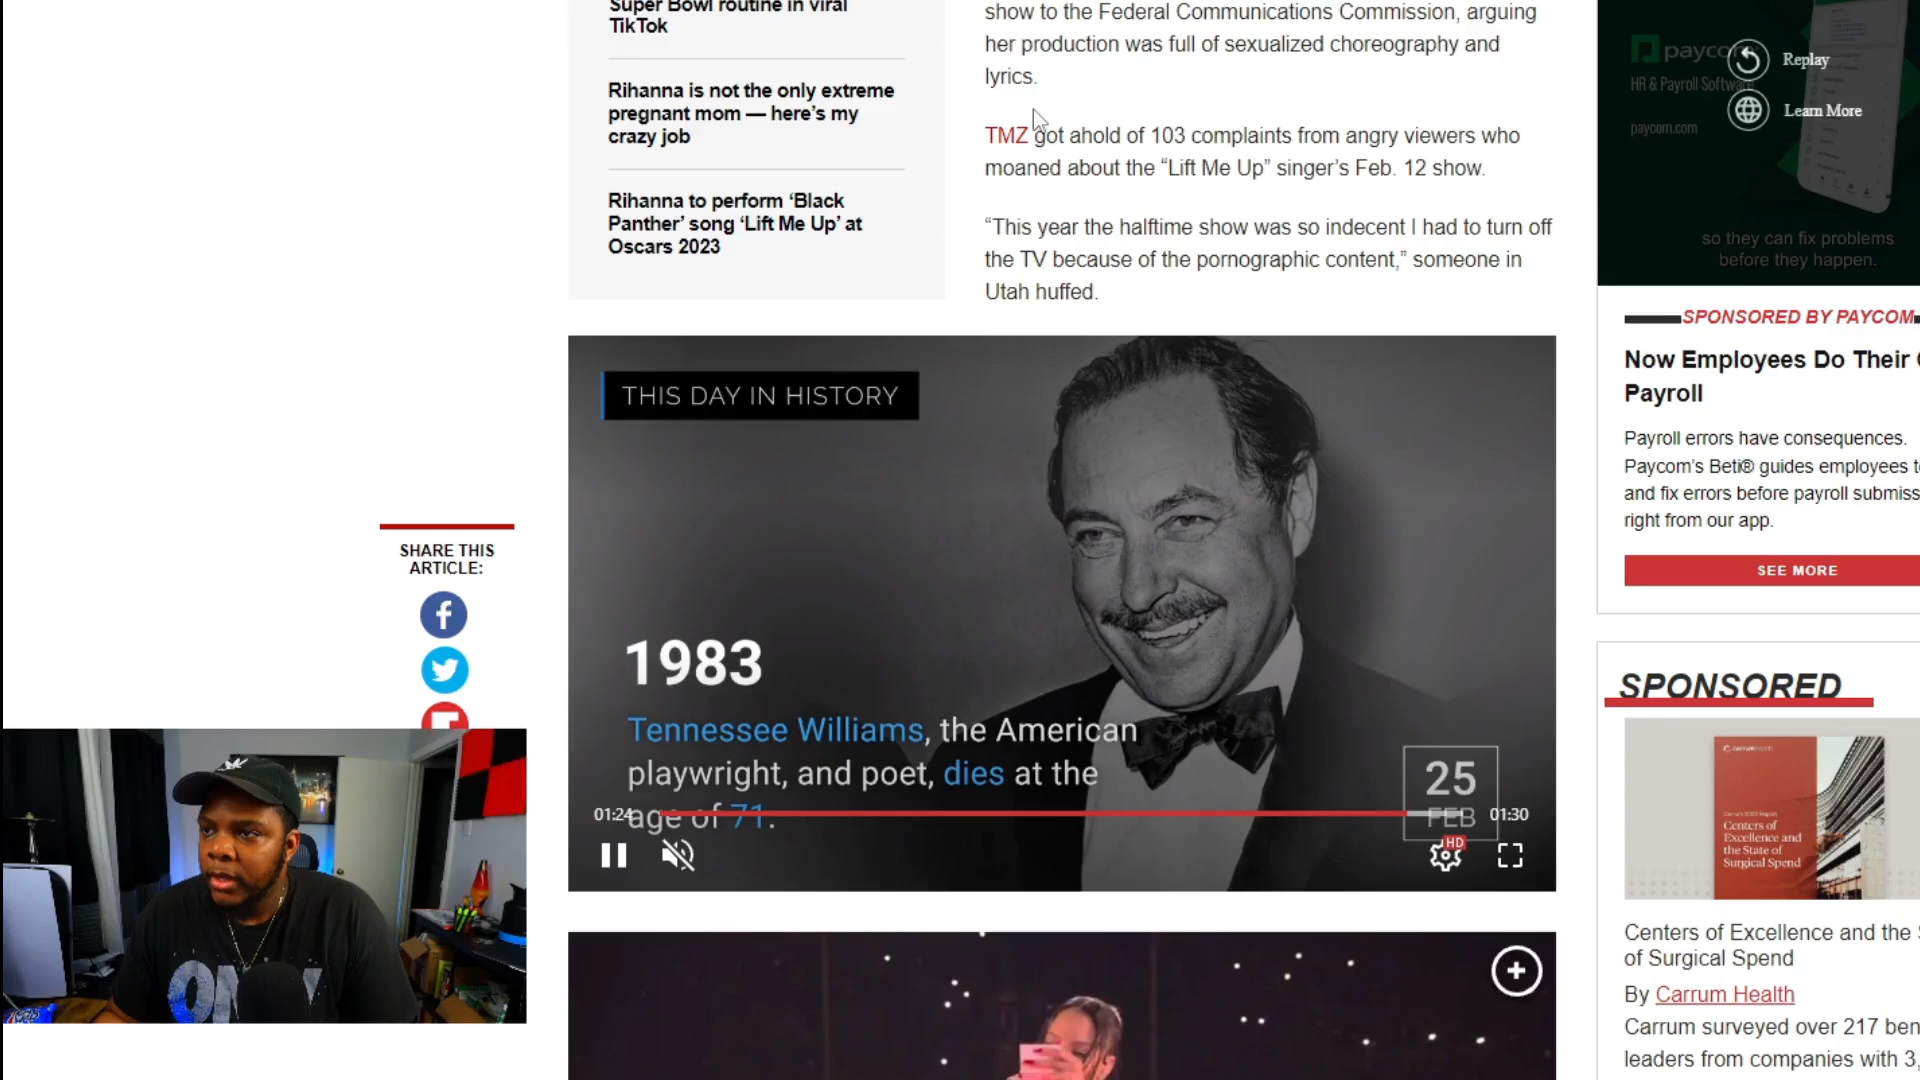 Super Bowl routine in viral
TikTok
Rihanna is not the only extreme
pregnant mom — here's my
crazy job
Rihanna to perform 'Black
Panther' song 'Lift Me Up' at
Oscars 2023
show to the Federal Communications Commission, arguing
her production was full of sexualized choreography and
lyrics.
TMZ got ahold of 103 complaints from angry viewers who
moaned about the “Lift Me Up” singer’s Feb. 12 show.
“This year the halftime show was so indecent I had to turn off
the TV because of the pornographic content,” someone in
Utah huffed.
SHARE THIS
ARTICLE:
THIS DAY IN HISTORY
1983
Tennessee Williams, the American
playwright, and poet, dies at the
age of 71.
25
FEB
01:24
01:30
HD
paycom
HR & Payroll Software
paycom.com
Replay
Learn More
so they can fix problems
before they happen.
SPONSORED BY PAYCOM
Now Employees Do Their
Payroll
Payroll errors have consequences.
Paycom’s Beti® guides employees
and fix errors before payroll
right from our app.
SEE MORE
SPONSORED
Centers of
Excellence and
the State of
Surgical Spend
Centers of Excellence and the
of Surgical Spend
By Carrum Health
Carrum surveyed over 217
leaders from companies with 3,